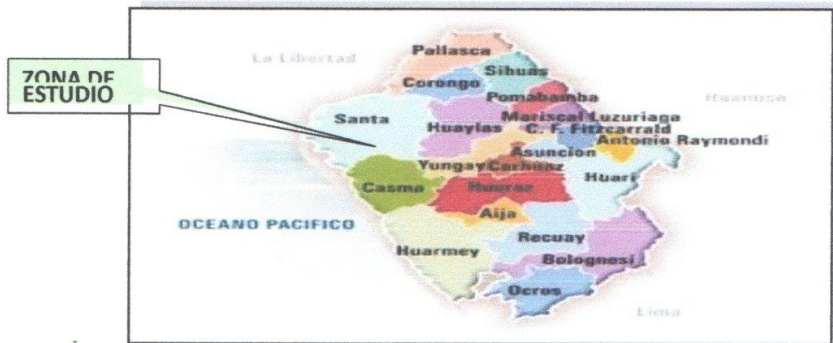 ZONA DE
ESTUDIO
La Libertad
Pallasca
Sihuas
Corongo
Pomabamba
Huanuco
Santa
Mariscal Luzuriaga
Huaylas
C. F. Fitzcarrald
Antonio Raymondi
Asuncion
Yungay
Carhuaz
Casma
Huaraz
Huari
Aija
OCEANO PACIFICO
Recuay
Huarmey
Bolognesi
Ocros
Lima